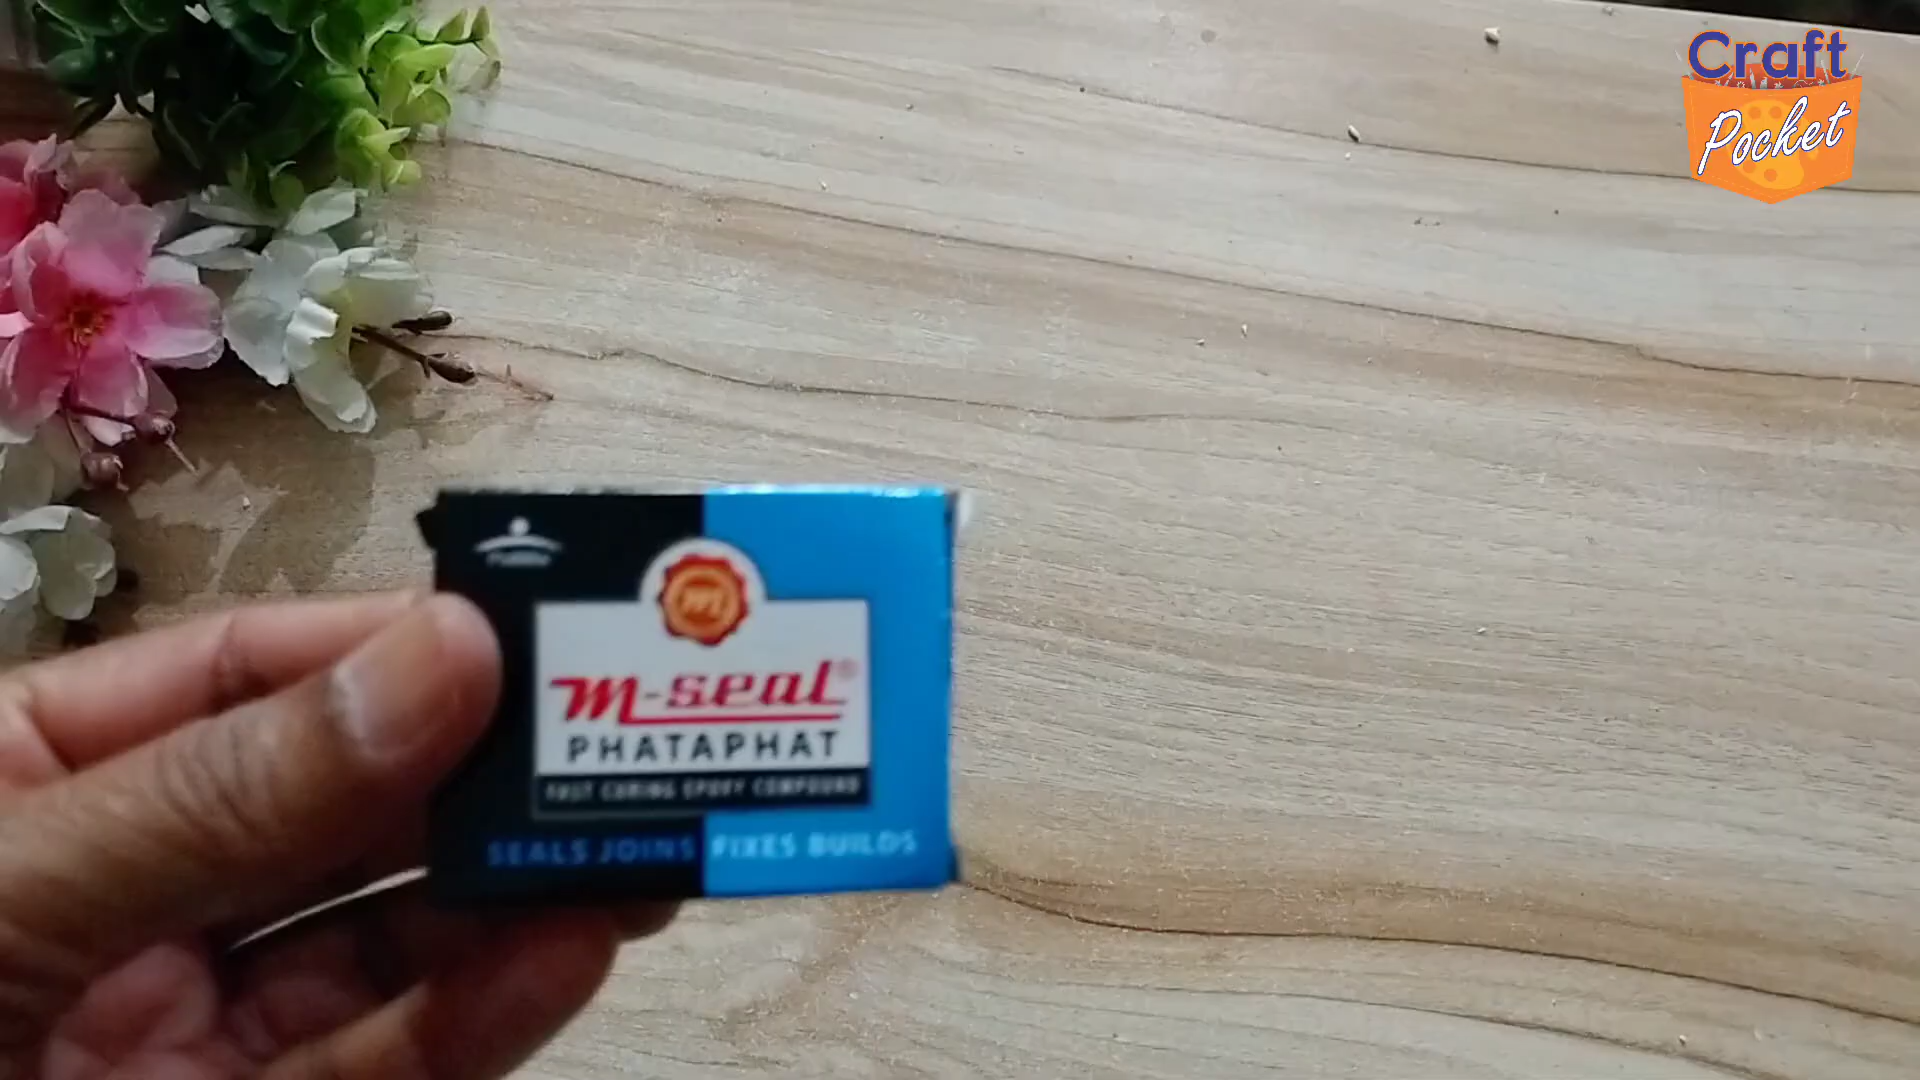 Craft
Pocket
m-seal®
PHATAPHAT
FAST CURING EPOXY COMPOUND
SEALS JOINS FIXES BUILDS